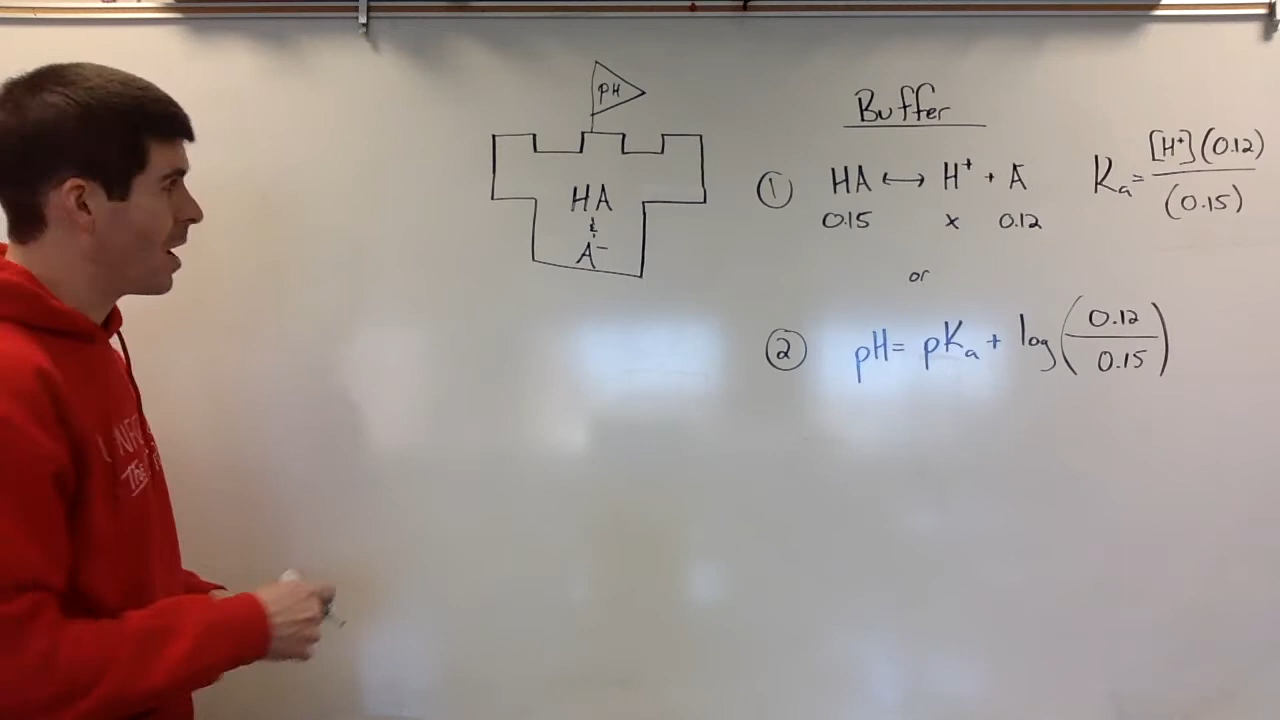 pH
HA
&
A⁻
Buffer
① HA ⟷ H⁺ + A
0.15 x 0.12
Kₐ = [H⁺](0.12) / (0.15)
or
② pH = pKₐ + log(0.12 / 0.15)
The